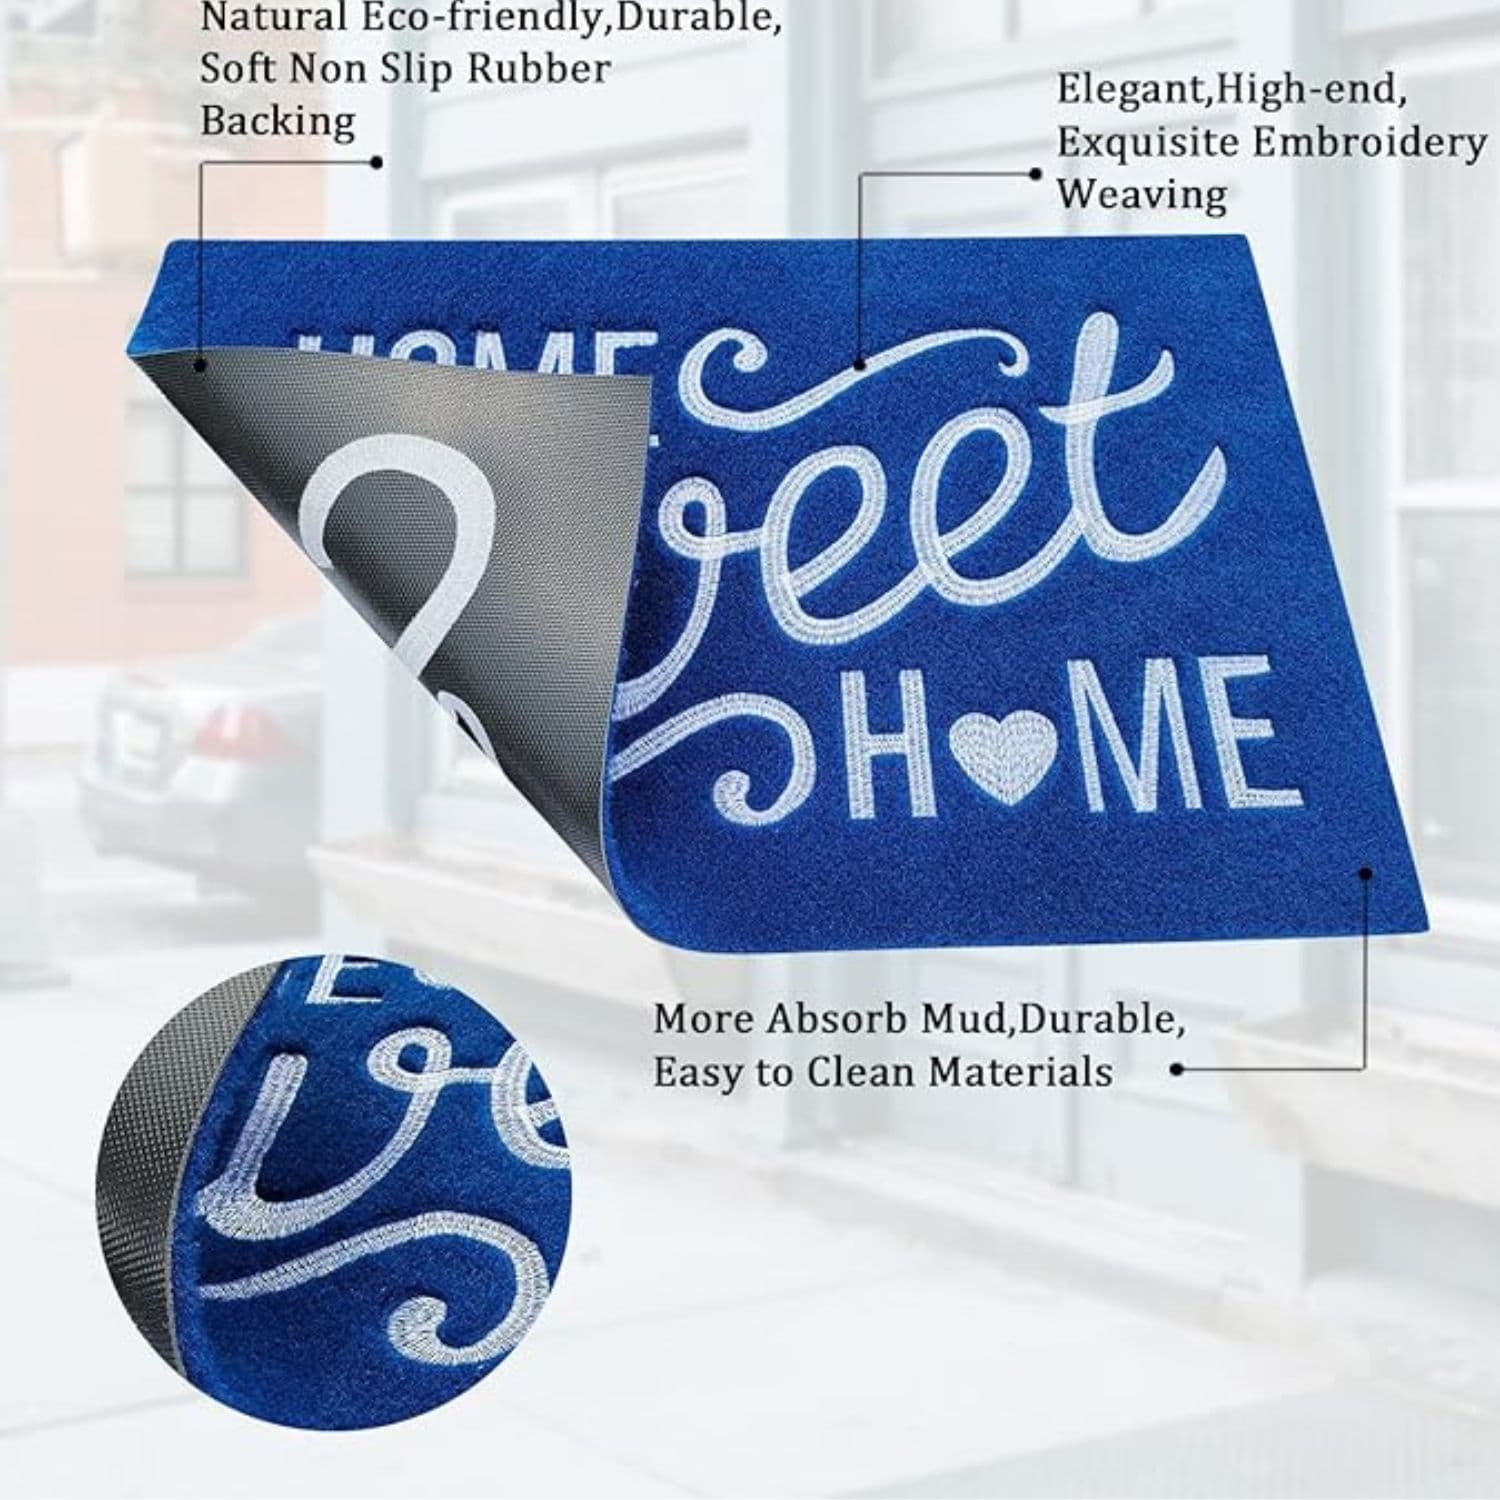 Natural Eco-friendly,Durable,
Soft Non Slip Rubber
Backing
Elegant,High-end,
Exquisite Embroidery
Weaving
HOME
eet
H♥ME
More Absorb Mud,Durable,
Easy to Clean Materials